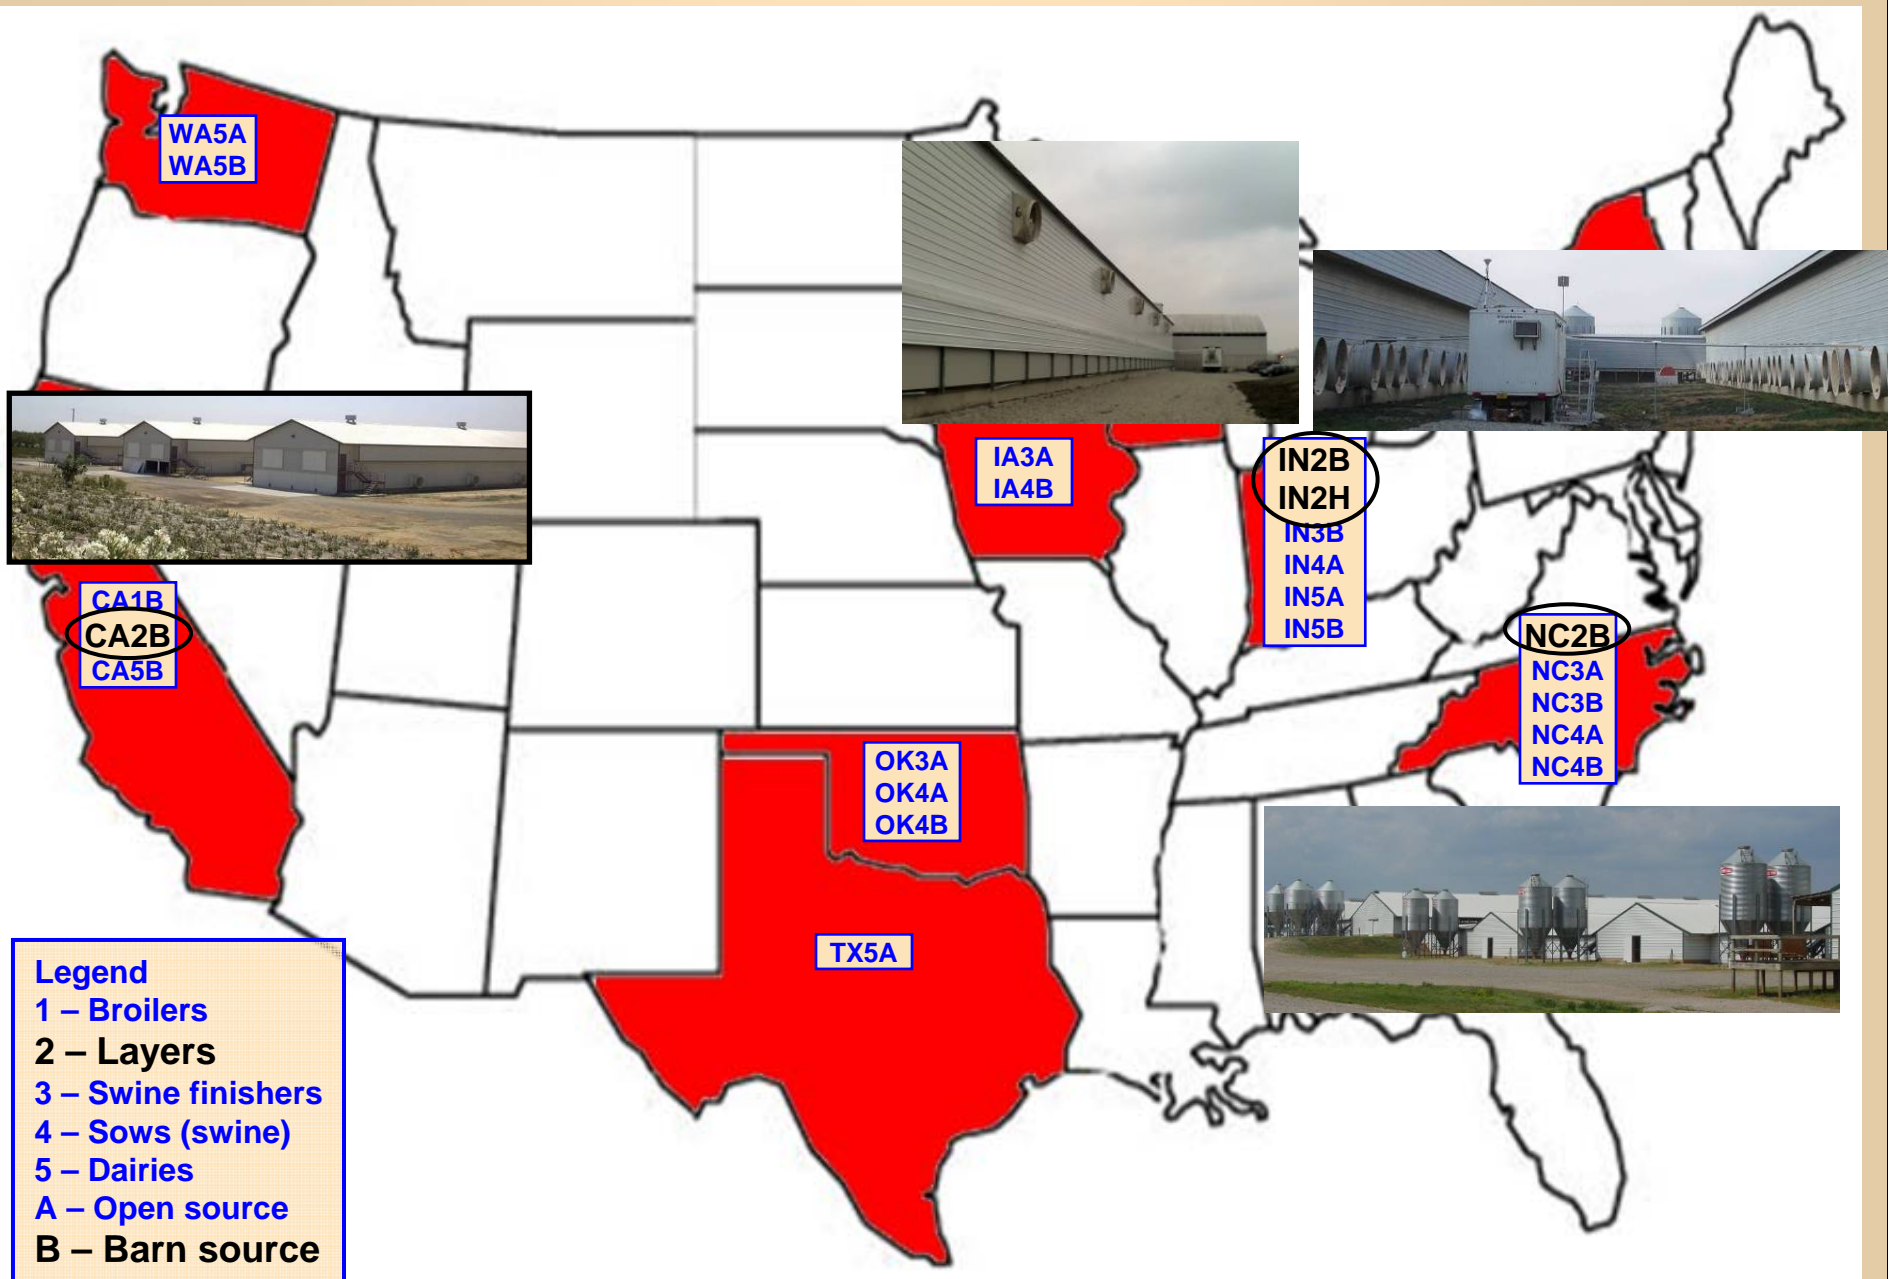 WA5A
WA5B
IA3A
IA4B
IN2B
IN2H
IN3B
IN4A
IN5A
IN5B
CA1B
CA2B
CA5B
NC2B
NC3A
NC3B
NC4A
NC4B
OK3A
OK4A
OK4B
TX5A
Legend
1 – Broilers
2 – Layers
3 – Swine finishers
4 – Sows (swine)
5 – Dairies
A – Open source
B – Barn source